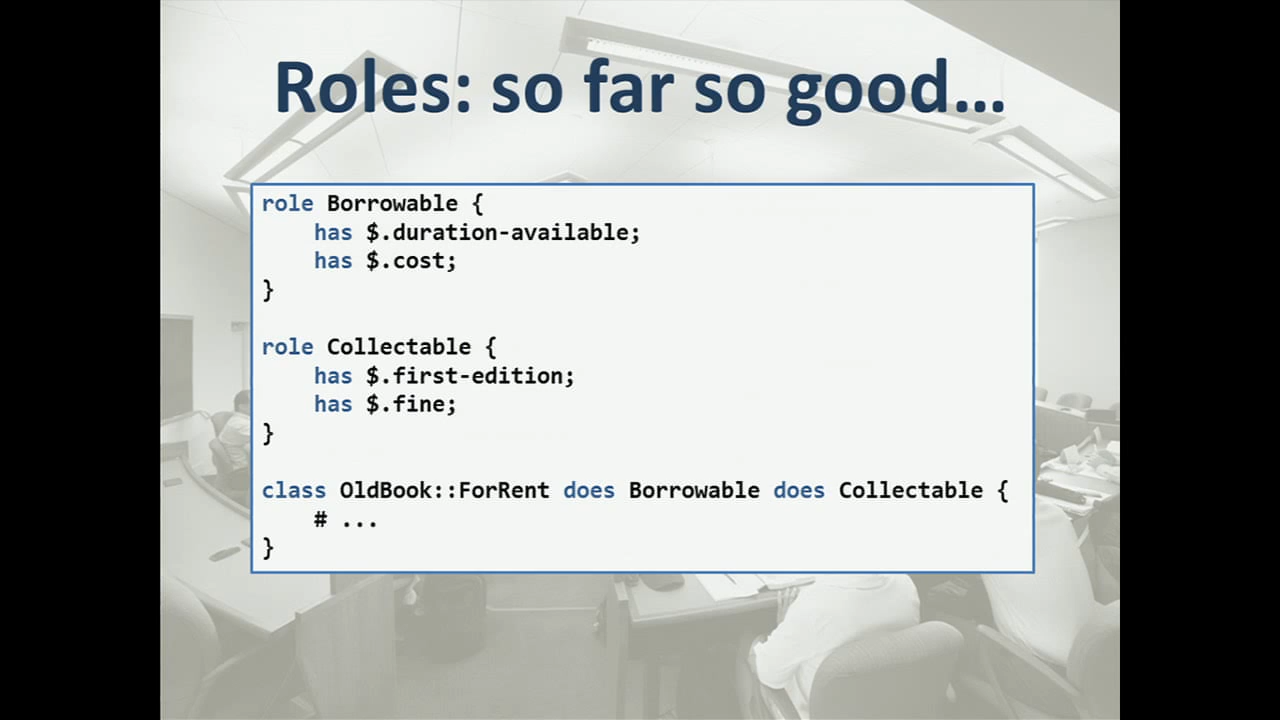 Roles: so far so good…
role Borrowable {
    has $.duration-available;
    has $.cost;
}
role Collectable {
    has $.first-edition;
    has $.fine;
}
class OldBook::ForRent does Borrowable does Collectable {
    # ...
}